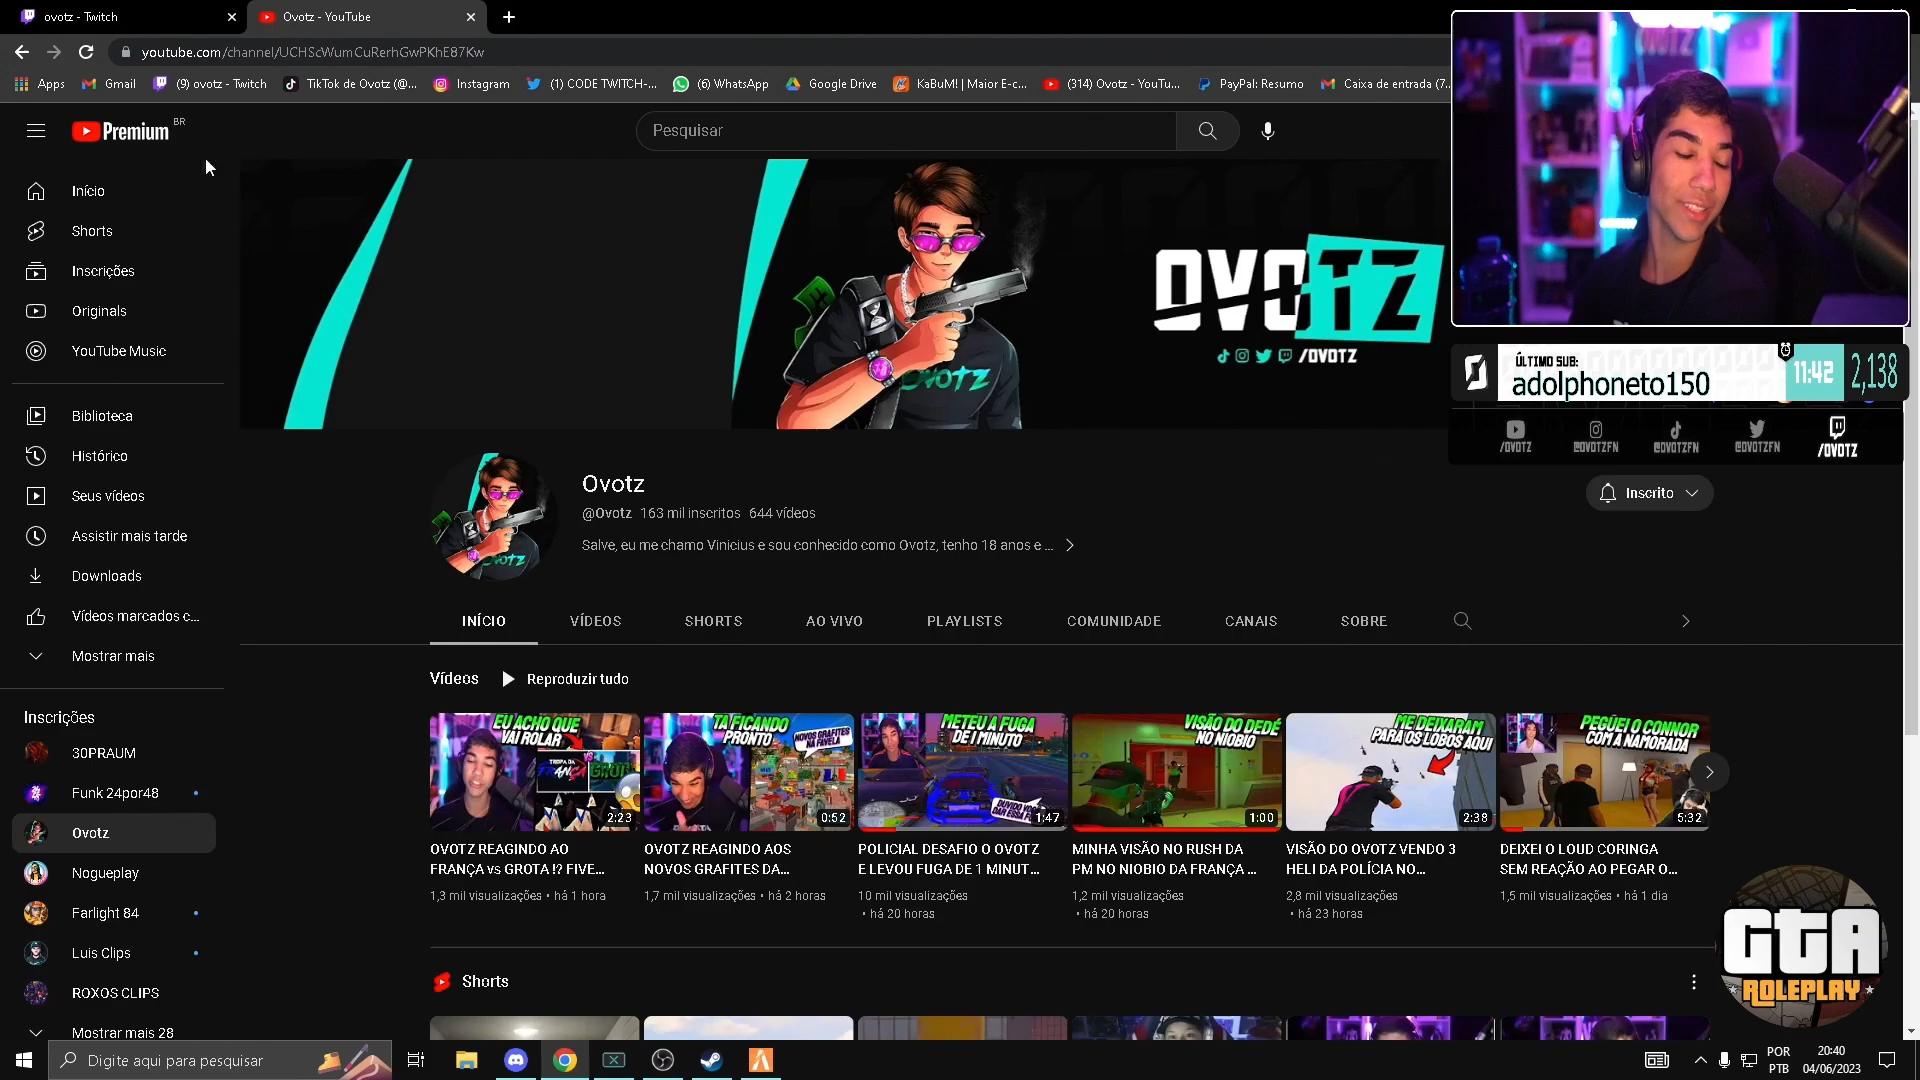 ovotz - Twitch
Ovotz - YouTube
youtube.com/channel/UCHScWumCuRerhGwPKhE87Kw
Apps
Gmail
(9) ovotz - Twitch
TikTok de Ovotz (@...
Instagram
(1) CODE TWITCH-...
(6) WhatsApp
Google Drive
KaBuM! | Maior E-c...
(314) Ovotz - YouTu...
PayPal: Resumo
Caixa de entrada (7...
Premium
BR
Pesquisar
Início
Shorts
Inscrições
Originals
YouTube Music
Biblioteca
Histórico
Seus vídeos
Assistir mais tarde
Downloads
Vídeos marcados c...
Mostrar mais
Inscrições
30PRAUM
Funk 24por48
Ovotz
Nogueplay
Farlight 84
Luis Clips
ROXOS CLIPS
Mostrar mais 28
OVOTZ
OVOTZ
/OVOTZ
ÚLTIMO SUB:
adolphoneto150
11:42
2,138
/OVOTZ
@OVOTZFN
@OVOTZFN
@OVOTZFN
/OVOTZ
OVOTZ
Ovotz
@Ovotz 163 mil inscritos 644 vídeos
Salve, eu me chamo Vinicius e sou conhecido como Ovotz, tenho 18 anos e ...
Inscrito
INÍCIO
VÍDEOS
SHORTS
AO VIVO
PLAYLISTS
COMUNIDADE
CANAIS
SOBRE
Vídeos
Reproduzir tudo
EU ACHO QUE
VAI ROLAR
2:23
TA FICANDO
PRONTO
NOVOS GRAFITES
NA FAVELA
0:52
METEU A FUGA
DE 1 MINUTO
1:47
VISÃO DO DEDÉ
NO NIOBIO
1:00
ME DEIXARAM
PARA OS LOBOS AQUI
2:38
PEGUEI O CONNOR
COM A NAMORADA
5:32
OVOTZ REAGINDO AO
FRANÇA vs GROTA !? FIVE...
1,3 mil visualizações • há 1 hora
OVOTZ REAGINDO AOS
NOVOS GRAFITES DA...
1,7 mil visualizações • há 2 horas
POLICIAL DESAFIO O OVOTZ
E LEVOU FUGA DE 1 MINUT...
10 mil visualizações
• há 20 horas
MINHA VISÃO NO RUSH DA
PM NO NIOBIO DA FRANÇA ...
1,2 mil visualizações
• há 20 horas
VISÃO DO OVOTZ VENDO 3
HELI DA POLÍCIA NO...
2,8 mil visualizações
• há 23 horas
DEIXEI O LOUD CORINGA
SEM REAÇÃO AO PEGAR O...
1,5 mil visualizações • há 1 dia
Shorts
GTA
ROLEPLAY
Digite aqui para pesquisar
POR
PTB
20:40
04/06/2023